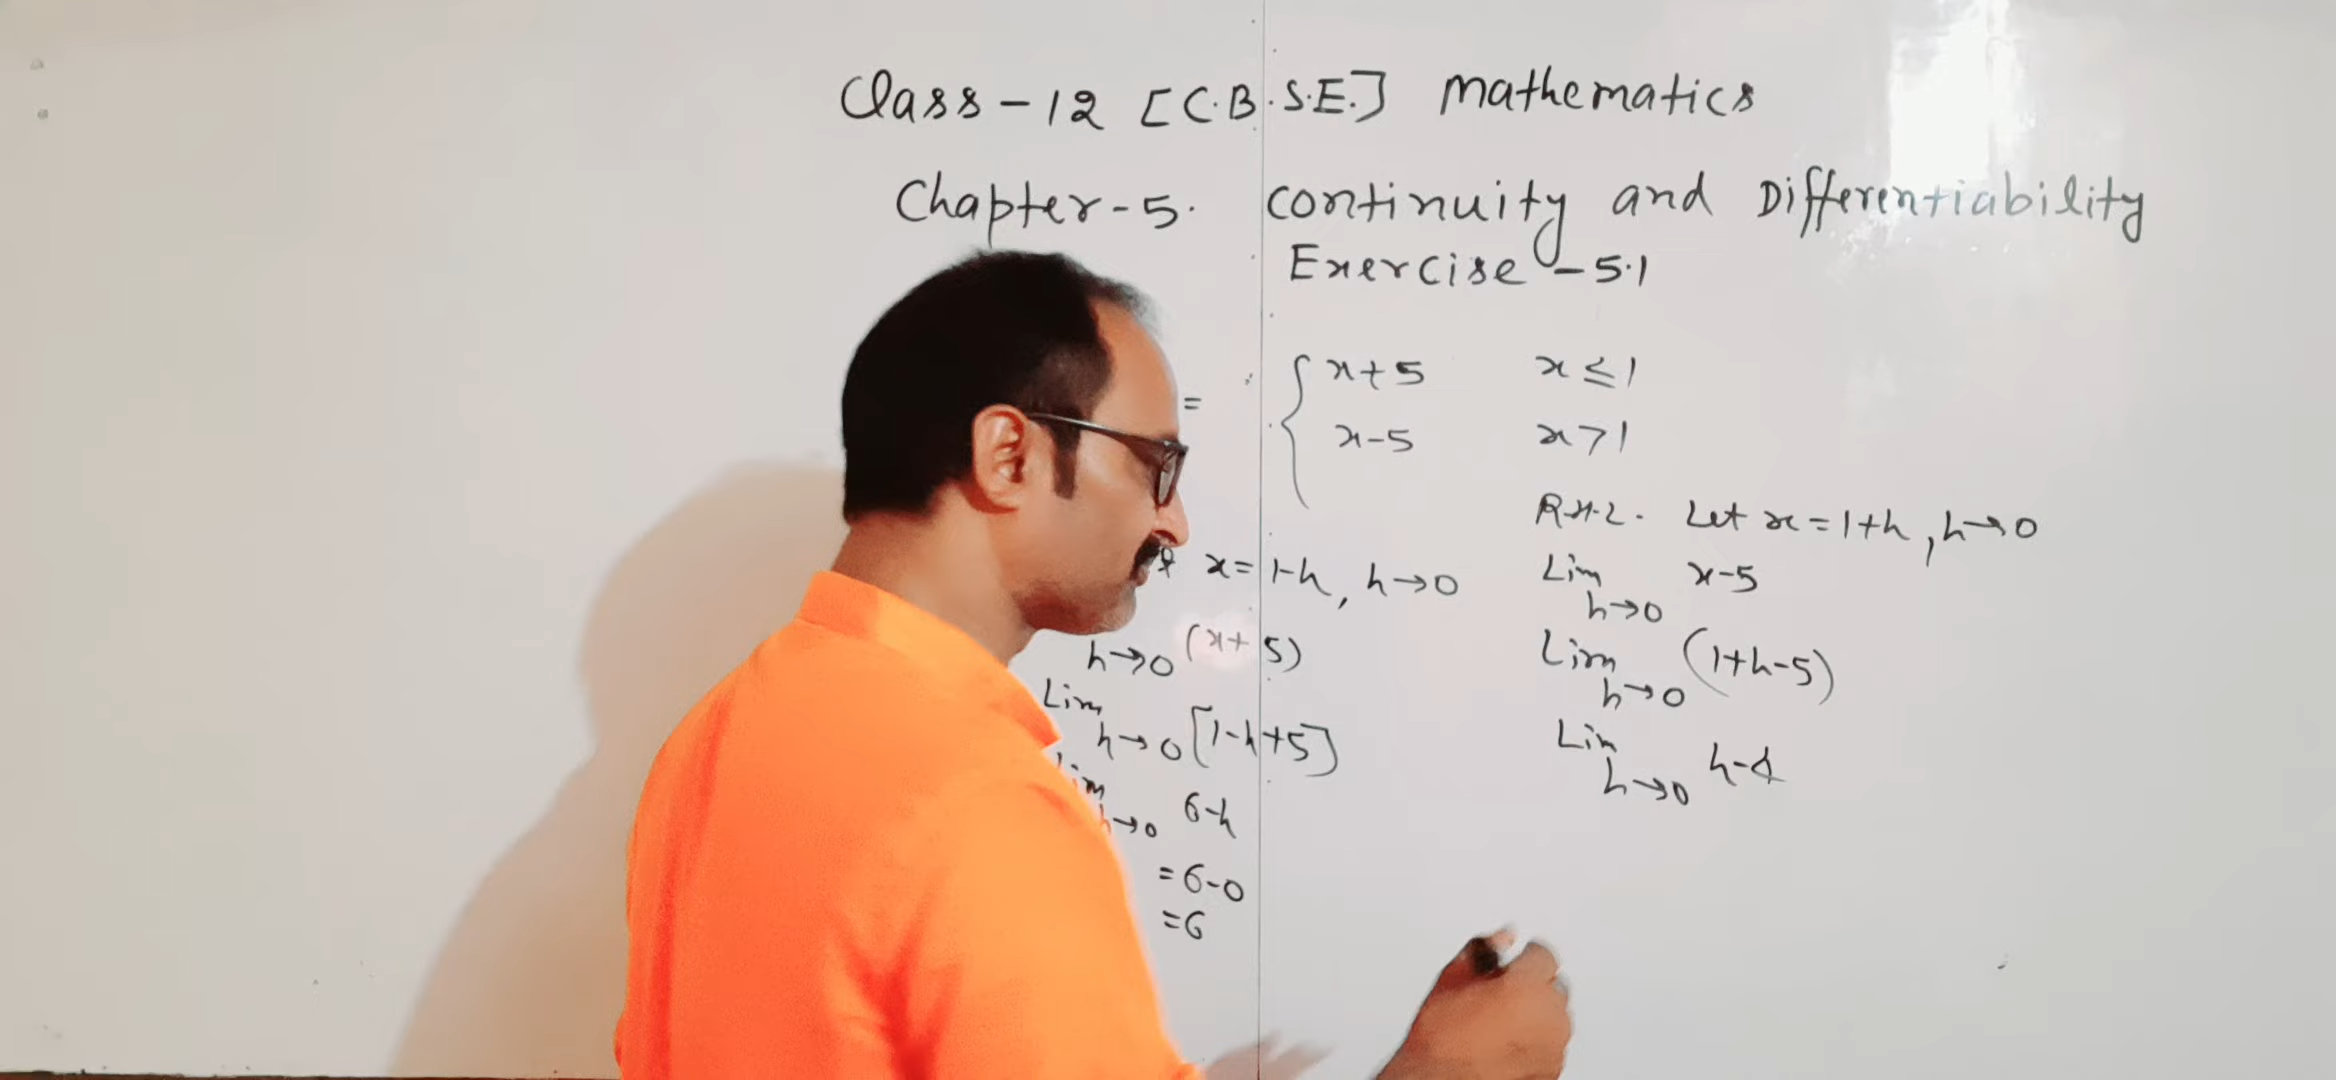 Class-12 [C.B.S.E.] Mathematics
Chapter-5. Continuity and Differentiability
Exercise-5.1
= { x+5 x≤1
x-5 x>1
x=1-h, h→0
h→0 (x+5)
Lim h→0 [1-h+5]
Lim h→0 6-h
=6-0
=6
R.H.L. Let x=1+h, h→0
Lim h→0 x-5
Lim h→0 (1+h-5)
Lim h→0 h-4